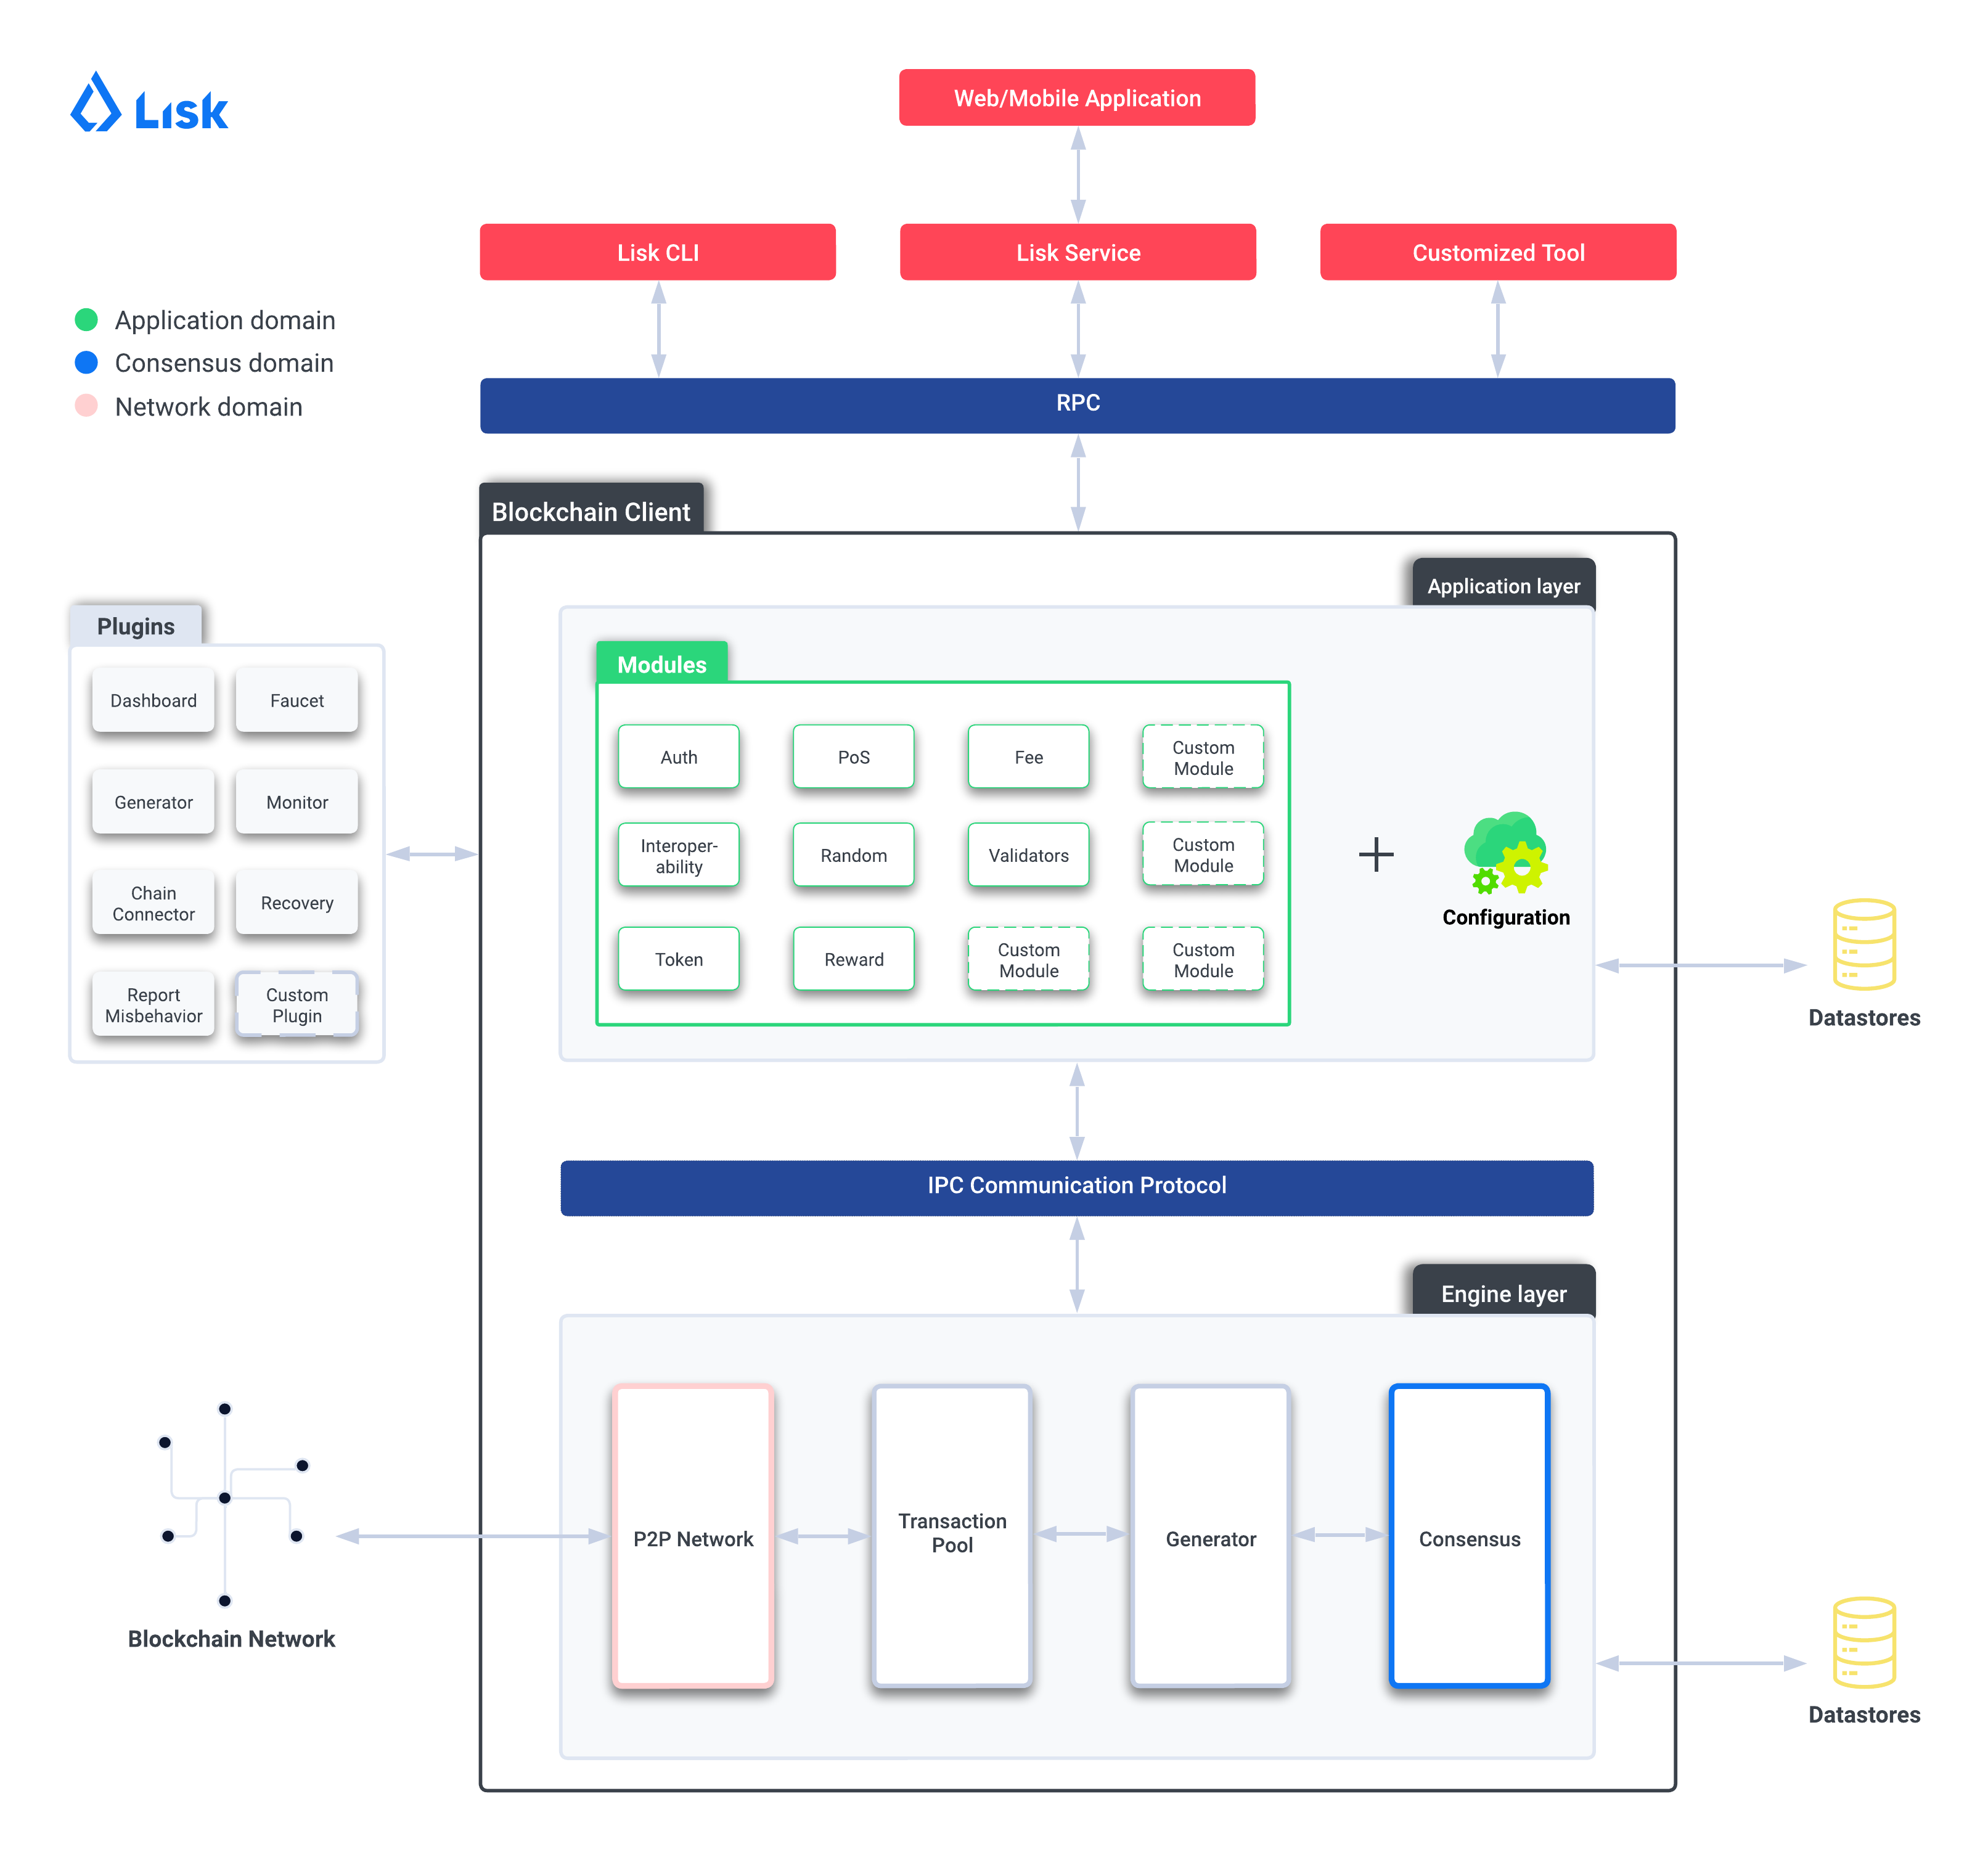 Lisk
Web/Mobile Application
Lisk CLI
Lisk Service
Customized Tool
Application domain
Consensus domain
Network domain
RPC
Blockchain Client
Application layer
Plugins
Dashboard
Faucet
Generator
Monitor
Chain
Connector
Recovery
Report
Misbehavior
Custom
Plugin
Modules
Auth
PoS
Fee
Custom
Module
Interoper-
ability
Random
Validators
Custom
Module
Token
Reward
Custom
Module
Custom
Module
Configuration
Datastores
IPC Communication Protocol
Engine layer
P2P Network
Transaction
Pool
Generator
Consensus
Blockchain Network
Datastores